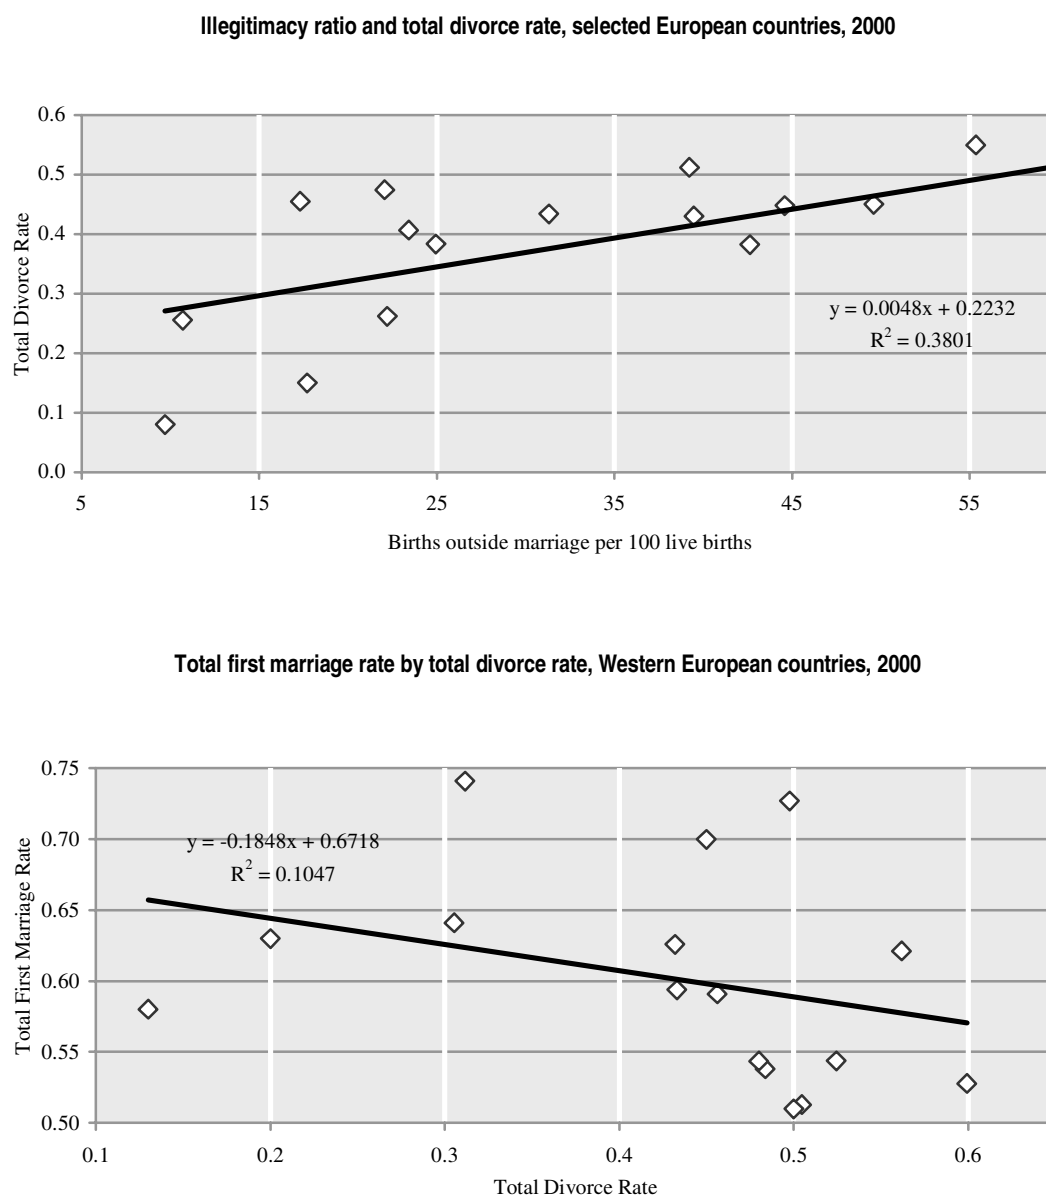 Illegitimacy ratio and total divorce rate, selected European countries, 2000
0.6
0.5
0.4
0.3
0.2
0.1
0.0
Total Divorce Rate
y = 0.0048x + 0.2232
R² = 0.3801
5 15 25 35 45 55
Births outside marriage per 100 live births
Total first marriage rate by total divorce rate, Western European countries, 2000
0.75
0.70
0.65
0.60
0.55
0.50
Total First Marriage Rate
y = -0.1848x + 0.6718
R² = 0.1047
0.1 0.2 0.3 0.4 0.5 0.6
Total Divorce Rate